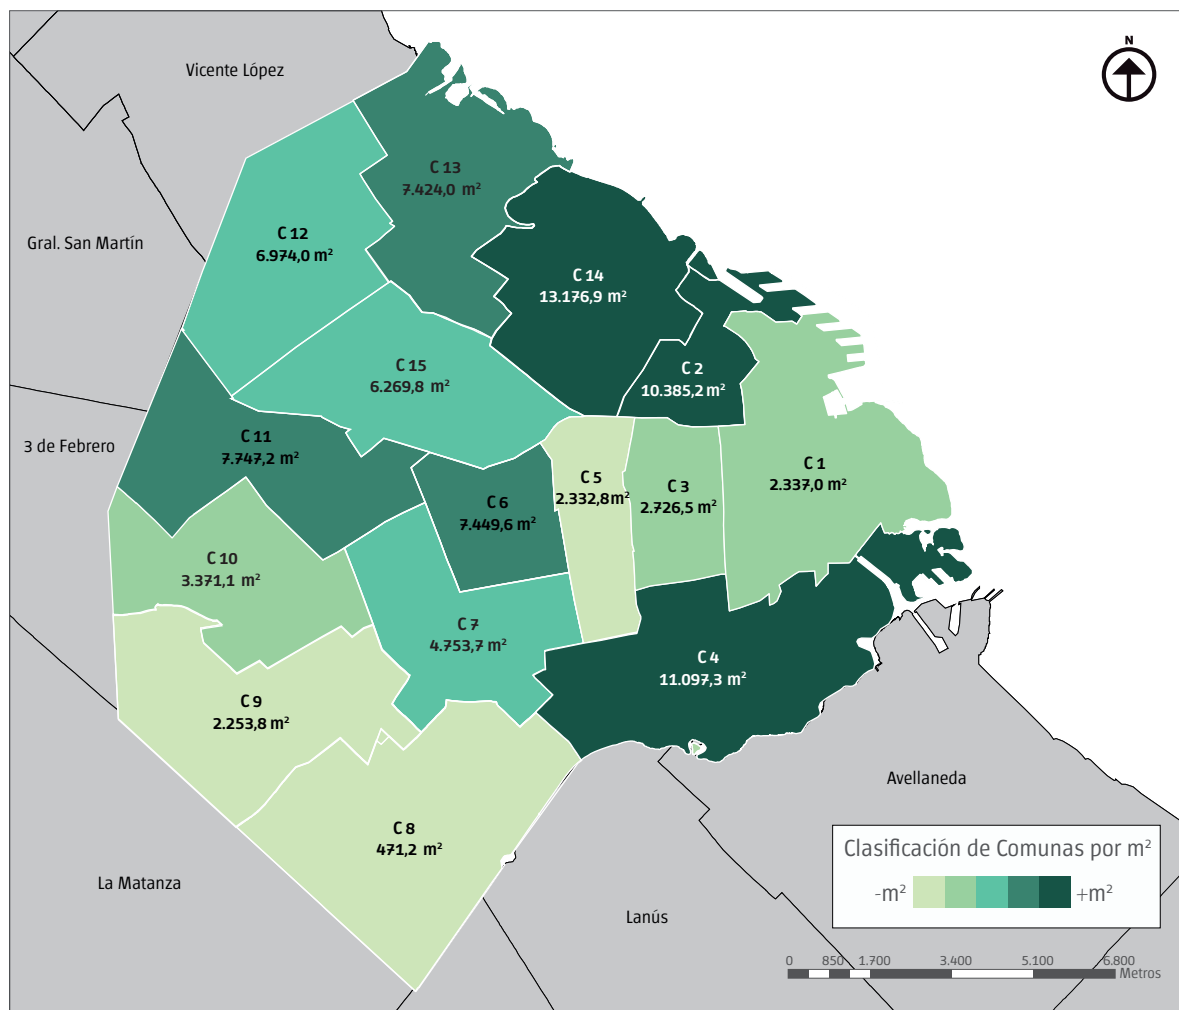 N
Vicente López
C 13
7.424,0 m²
C 12
6.974,0 m²
Gral. San Martín
C 14
13.176,9 m²
C 15
6.269,8 m²
C 2
10.385,2 m²
3 de Febrero
C 11
7.747,2 m²
C 5
2.332,8 m²
C 3
2.726,5 m²
C 1
2.337,0 m²
C 6
7.449,6 m²
C 10
3.371,1 m²
C 7
4.753,7 m²
C 4
11.097,3 m²
C 9
2.253,8 m²
Avellaneda
C 8
471,2 m²
La Matanza
Lanús
Clasificación de Comunas por m²
-m² +m²
0 850 1.700 3.400 5.100 6.800
Metros